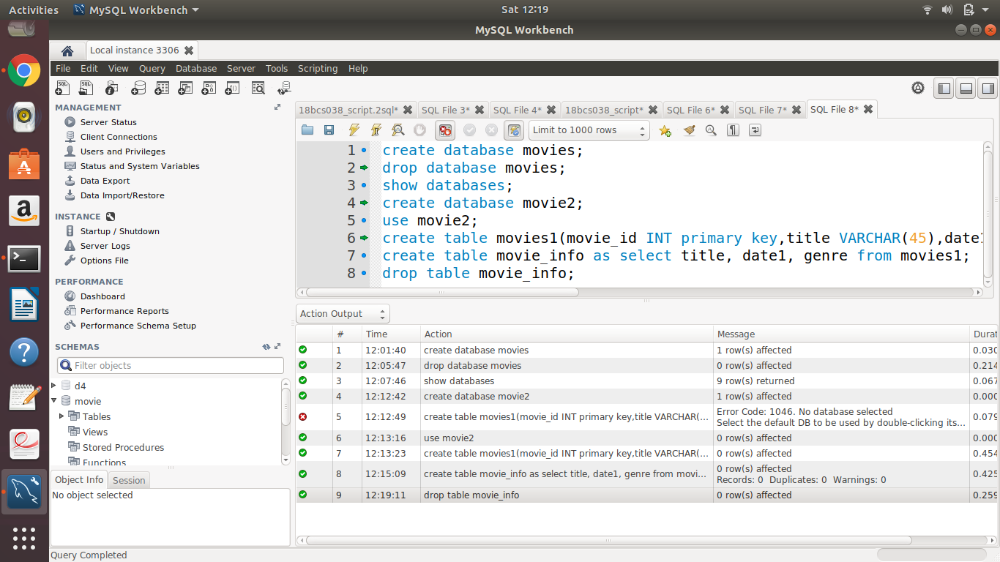 Activities
MySQL Workbench
Sat 12:19
MySQL Workbench
Local instance 3306
File Edit View Query Database Server Tools Scripting Help
MANAGEMENT
Server Status
Client Connections
Users and Privileges
Status and System Variables
Data Export
Data Import/Restore
INSTANCE
Startup / Shutdown
Server Logs
Options File
PERFORMANCE
Dashboard
Performance Reports
Performance Schema Setup
SCHEMAS
Filter objects
d4
movie
Tables
Views
Stored Procedures
Functions
Object Info Session
No object selected
18bcs038_script.2sql* SQL File 3* SQL File 4* 18bcs038_script* SQL File 6* SQL File 7* SQL File 8*
Limit to 1000 rows
1 create database movies;
2 drop database movies;
3 show databases;
4 create database movie2;
5 use movie2;
6 create table movies1(movie_id INT primary key,title VARCHAR(45),date1
7 create table movie_info as select title, date1, genre from movies1;
8 drop table movie_info;
Action Output
# Time Action Message Durat
1 12:01:40 create database movies 1 row(s) affected 0.030
2 12:05:47 drop database movies 0 row(s) affected 0.214
3 12:07:46 show databases 9 row(s) returned 0.067
4 12:12:42 create database movie2 1 row(s) affected 0.000
5 12:12:49 create table movies1(movie_id INT primary key,title VARCHAR(... Error Code: 1046. No database selected 0.079
Select the default DB to be used by double-clicking its...
6 12:13:16 use movie2 0 row(s) affected 0.000
7 12:13:23 create table movies1(movie_id INT primary key,title VARCHAR(... 0 row(s) affected 0.454
8 12:15:09 create table movie_info as select title, date1, genre from movi... 0 row(s) affected 0.425
Records: 0 Duplicates: 0 Warnings: 0
9 12:19:11 drop table movie_info 0 row(s) affected 0.259
Query Completed